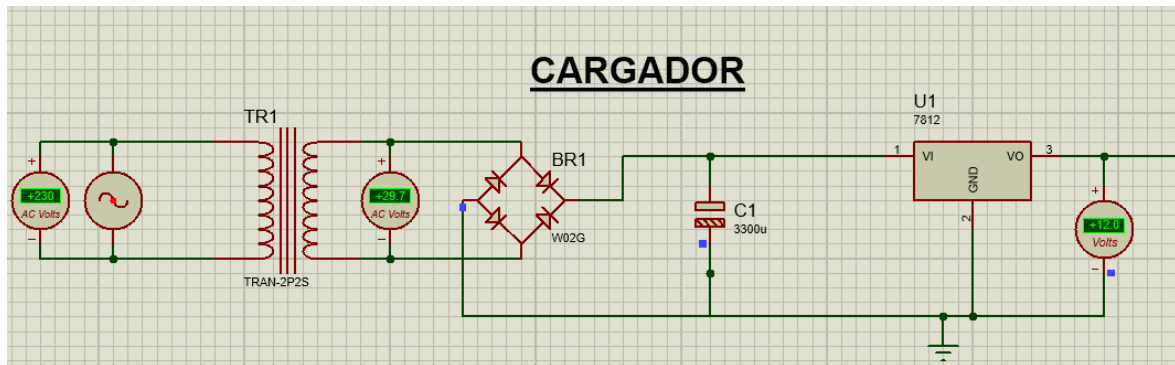 CARGADOR
TR1
TRAN-2P2S
+230
AC Volts
+29.7
AC Volts
BR1
W02G
C1
3300u
U1
7812
1
VI
VO
3
GND
2
+12.0
Volts